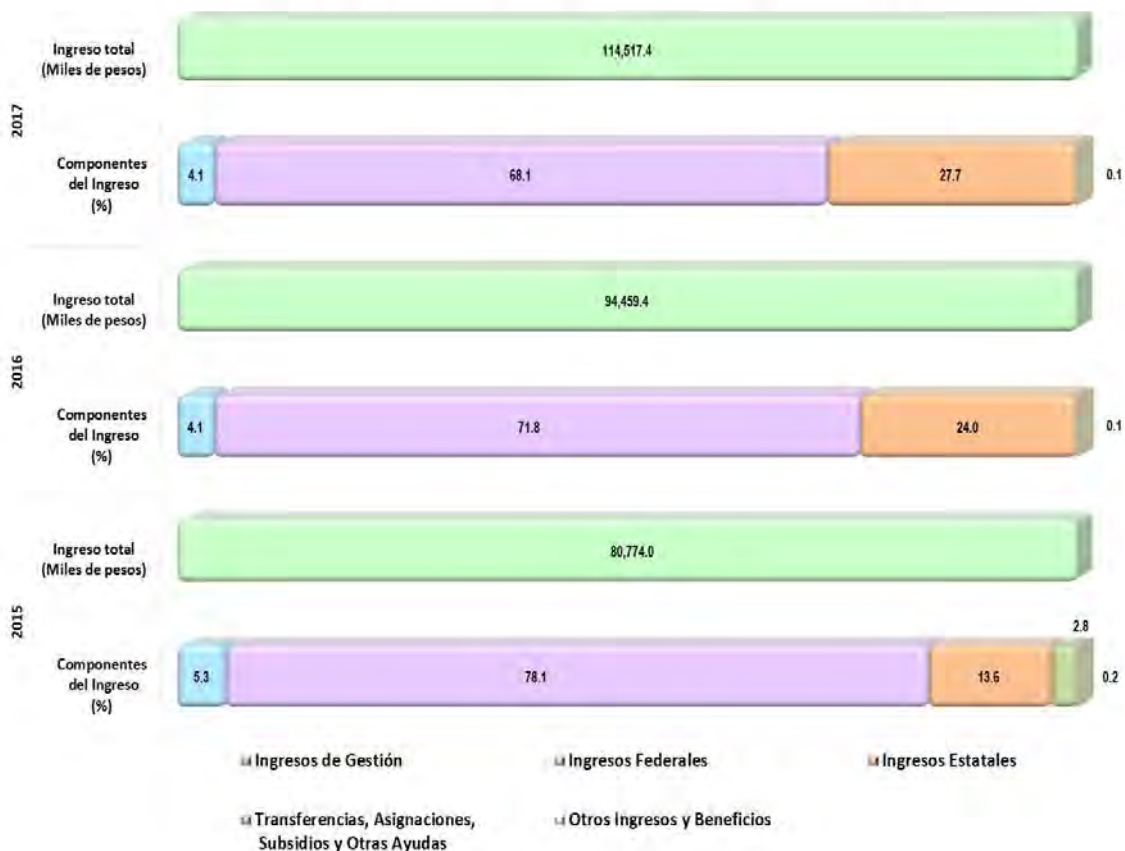 Ingreso total
(Miles de pesos)
114,517.4
2017
Componentes
del Ingreso
(%)
4.1
68.1
27.7
0.1
Ingreso total
(Miles de pesos)
94,459.4
2016
Componentes
del Ingreso
(%)
4.1
71.8
24.0
0.1
Ingreso total
(Miles de pesos)
80,774.0
2015
Componentes
del Ingreso
(%)
5.3
78.1
13.6
2.8
0.2
Ingresos de Gestión
Ingresos Federales
Ingresos Estatales
Transferencias, Asignaciones,
Subsidios y Otras Ayudas
Otros Ingresos y Beneficios